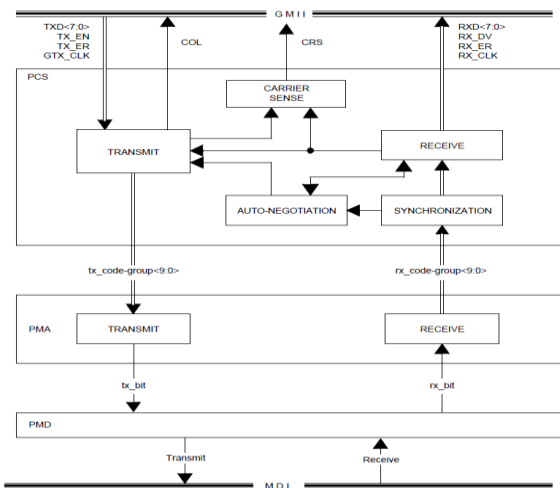 GMII
TXD<7:0>
TX_EN
TX_ER
GTX_CLK
COL
CRS
RXD<7:0>
RX_DV
RX_ER
RX_CLK
PCS
CARRIER
SENSE
TRANSMIT
RECEIVE
AUTO-NEGOTIATION
SYNCHRONIZATION
tx_code-group<9:0>
rx_code-group<9:0>
PMA
TRANSMIT
RECEIVE
tx_bit
rx_bit
PMD
Transmit
Receive
MDI